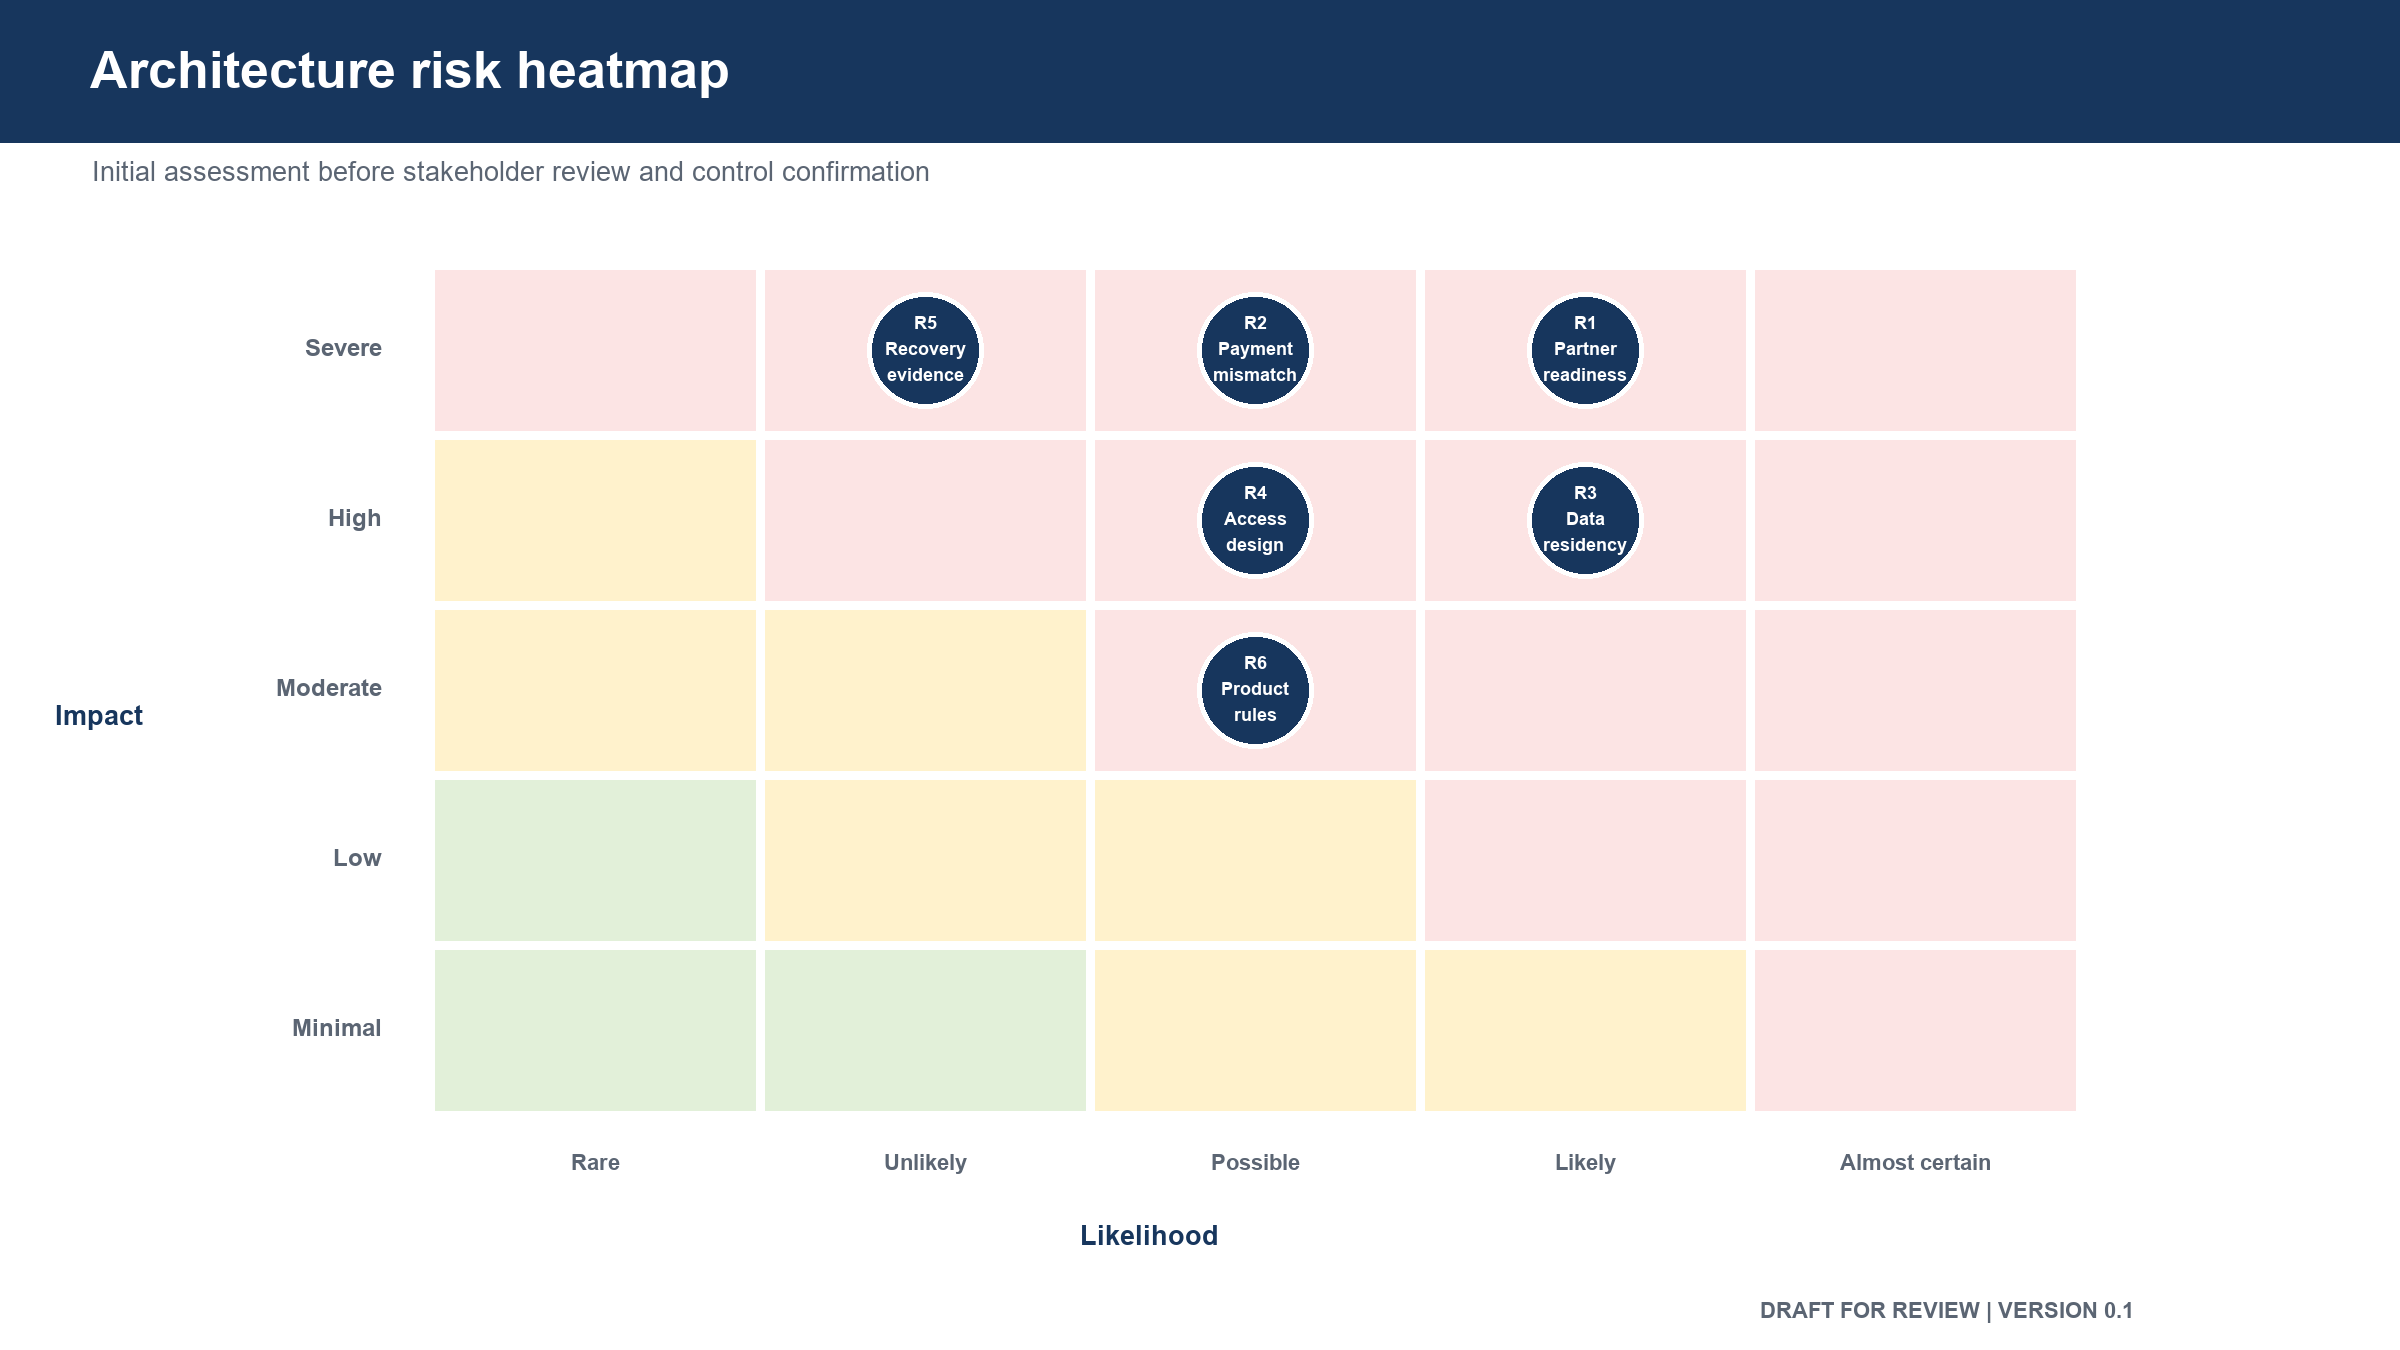 Architecture risk heatmap
Initial assessment before stakeholder review and control confirmation
Severe
R5
Recovery
evidence
R2
Payment
mismatch
R1
Partner
readiness
High
R4
Access
design
R3
Data
residency
Impact
Moderate
R6
Product
rules
Low
Minimal
Rare
Unlikely
Possible
Likely
Almost certain
Likelihood
DRAFT FOR REVIEW | VERSION 0.1